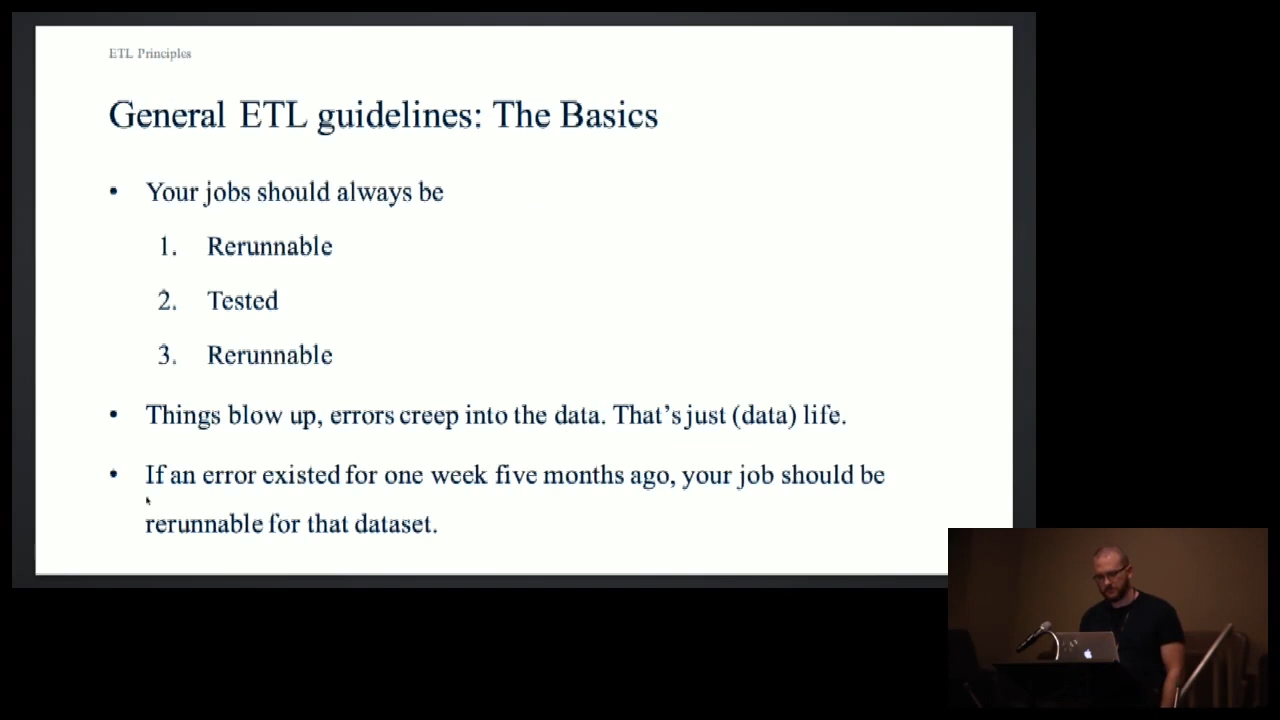 ETL Principles
General ETL guidelines: The Basics
• Your jobs should always be
1. Rerunnable
2. Tested
3. Rerunnable
• Things blow up, errors creep into the data. That’s just (data) life.
• If an error existed for one week five months ago, your job should be
rerunnable for that dataset.